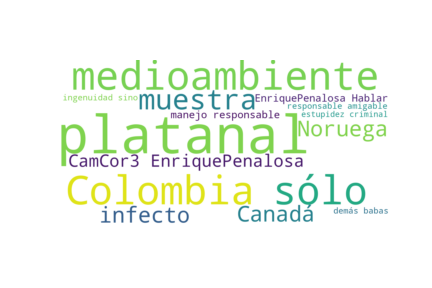 medioambiente
ingenuidad sino muestra EnriquePenalosa Hablar
responsable amigable
manejo responsable estupidez criminal
platanal Noruega
CamCor3 EnriquePenalosa
Colombia sólo
infecto Canadá demás babas